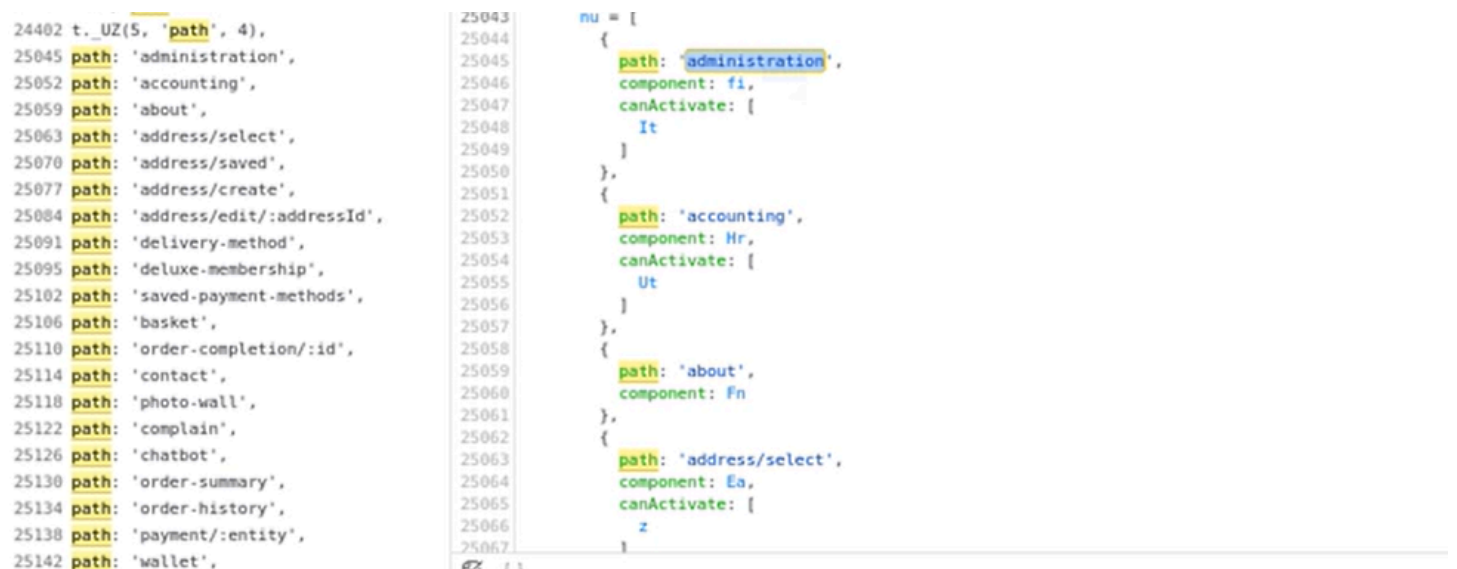 24402 t._UZ(5, 'path', 4),
25045 path: 'administration',
25052 path: 'accounting',
25059 path: 'about',
25063 path: 'address/select',
25070 path: 'address/saved',
25077 path: 'address/create',
25084 path: 'address/edit/:addressId',
25091 path: 'delivery-method',
25095 path: 'deluxe-membership',
25102 path: 'saved-payment-methods',
25106 path: 'basket',
25110 path: 'order-completion/:id',
25114 path: 'contact',
25118 path: 'photo-wall',
25122 path: 'complain',
25126 path: 'chatbot',
25130 path: 'order-summary',
25134 path: 'order-history',
25138 path: 'payment/:entity',
25142 path: 'wallet',
25043 nu = [
25044 {
25045 path: 'administration',
25046 component: fi,
25047 canActivate: [
25048 It
25049 ]
25050 },
25051 {
25052 path: 'accounting',
25053 component: Hr,
25054 canActivate: [
25055 Ut
25056 ]
25057 },
25058 {
25059 path: 'about',
25060 component: Fn
25061 },
25062 {
25063 path: 'address/select',
25064 component: Ea,
25065 canActivate: [
25066 z
25067 ]
{ }